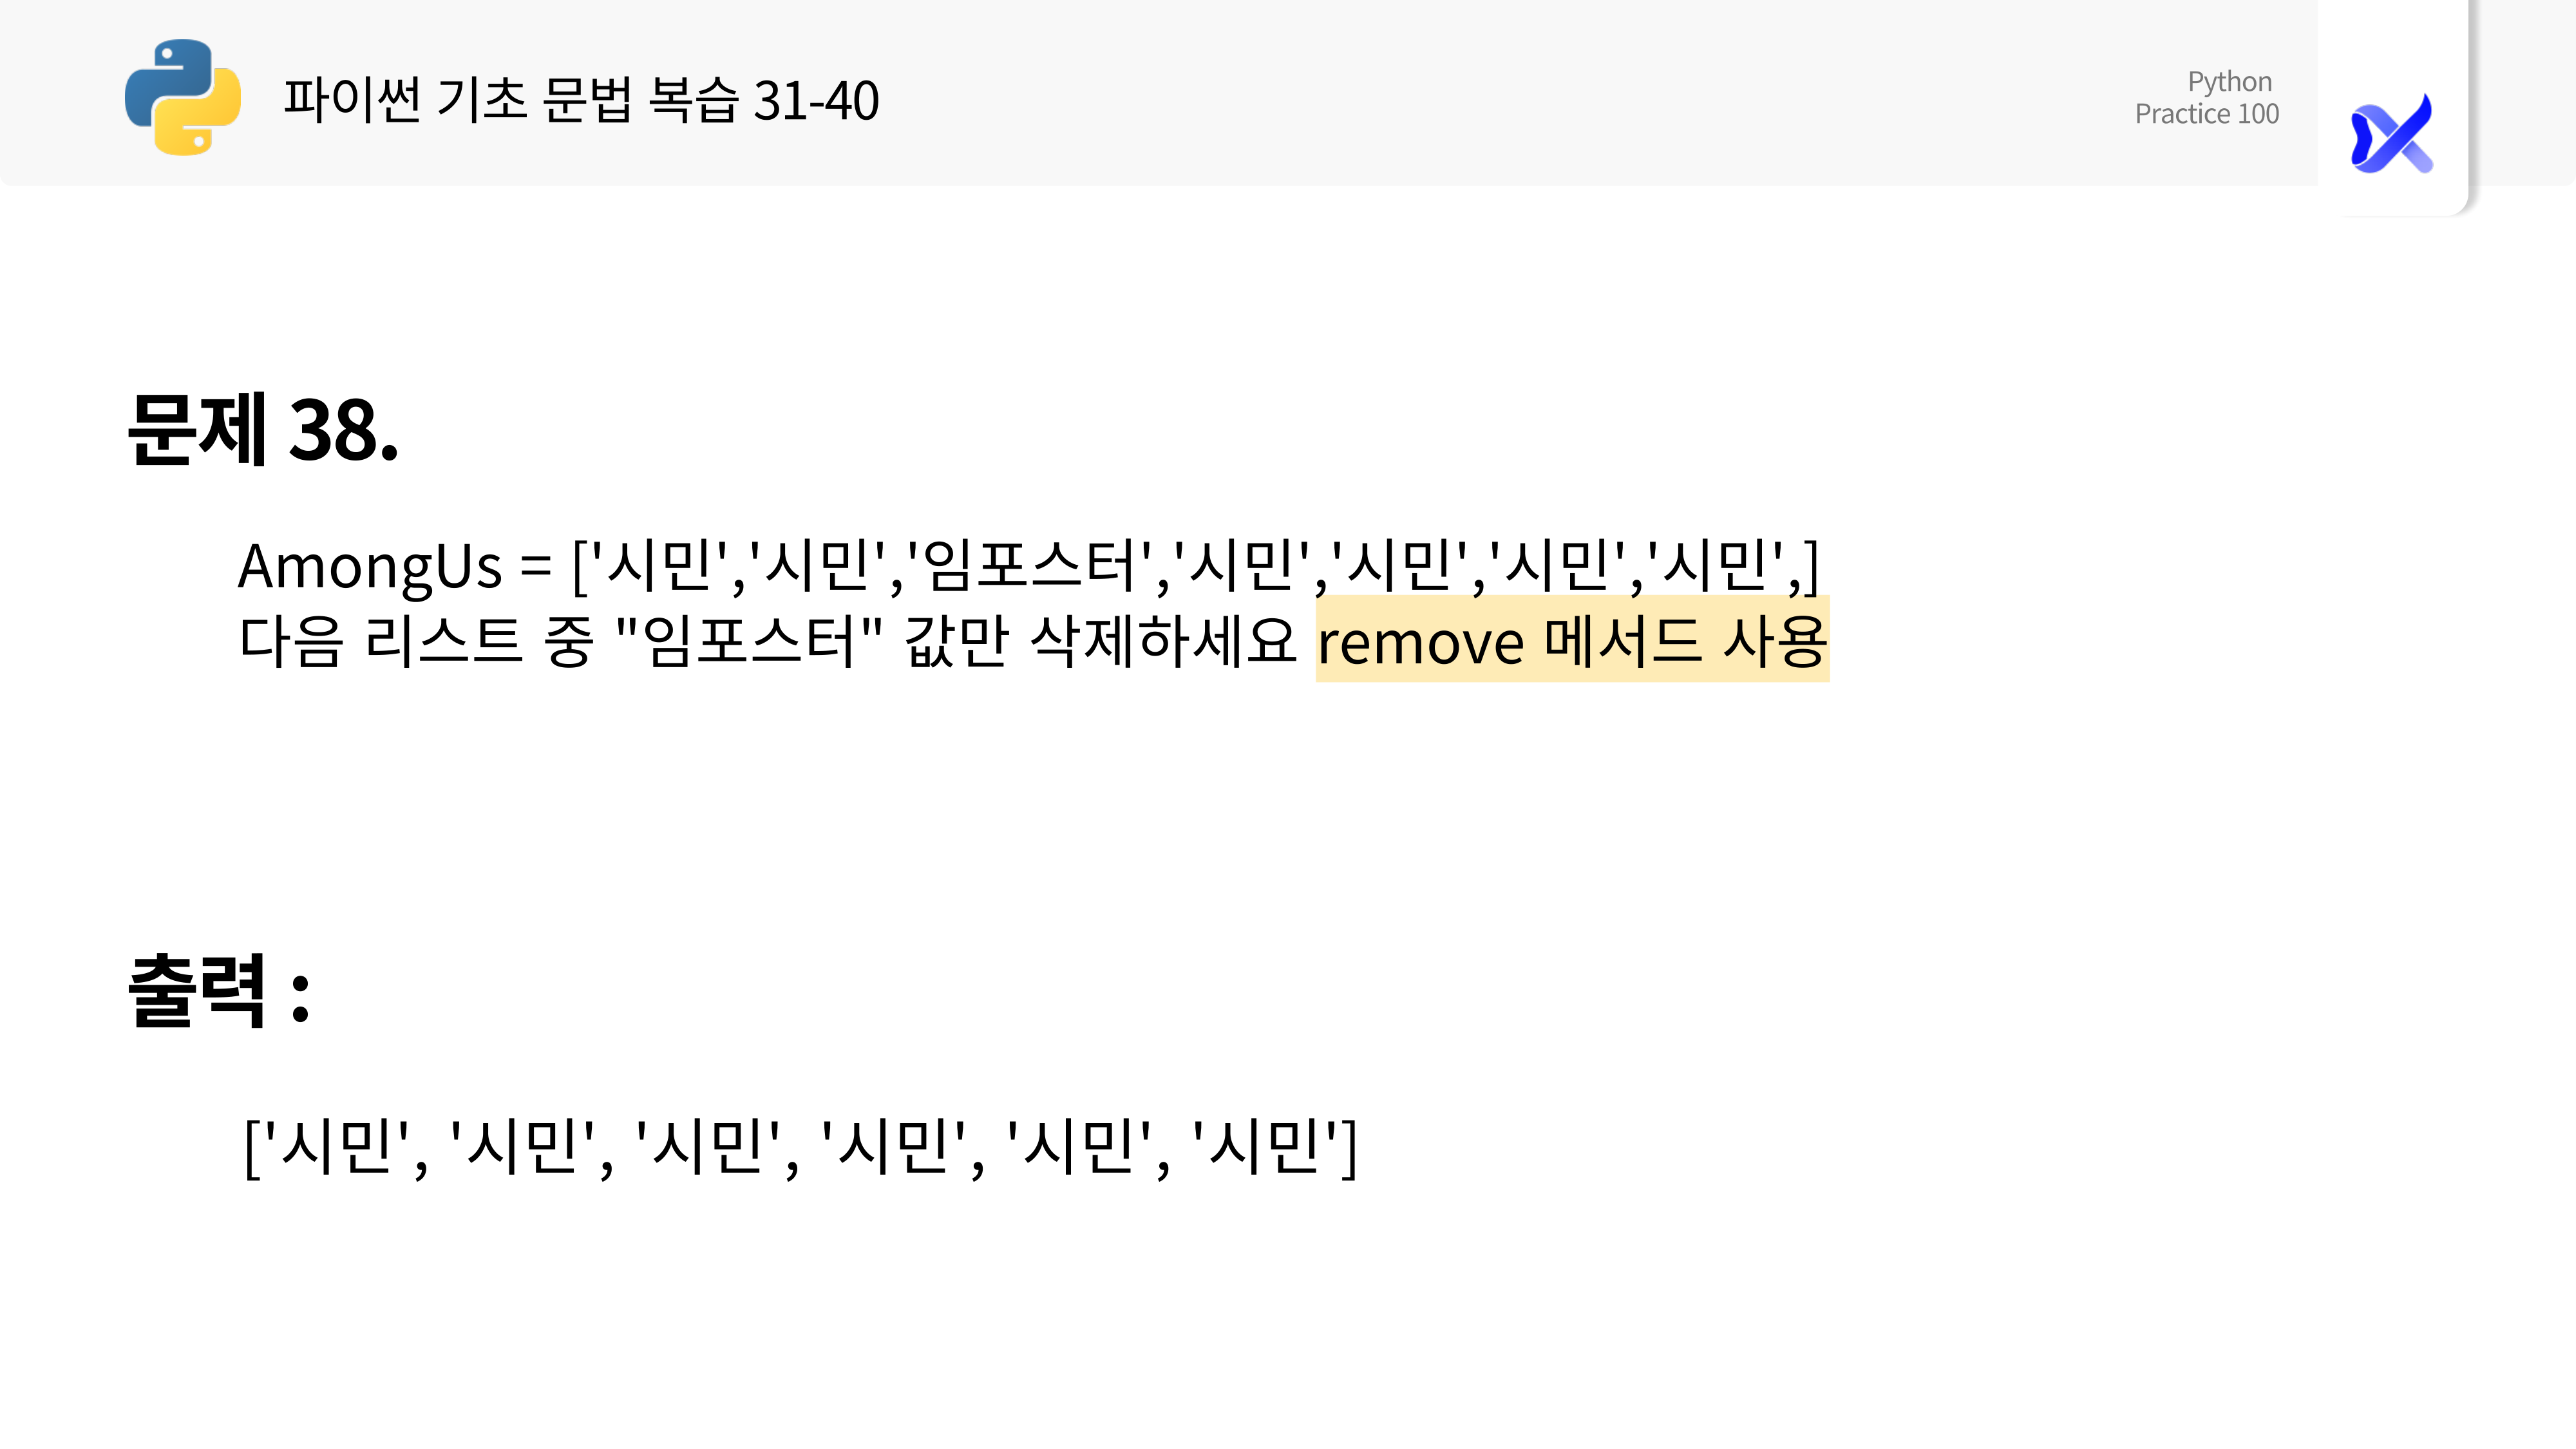 파이썬 기초 문법 복습 31-40
Python
Practice 100
문제 38.
AmongUs = ['시민','시민','임포스터','시민','시민','시민','시민',]
다음 리스트 중 "임포스터" 값만 삭제하세요 remove 메서드 사용
출력 :
['시민', '시민', '시민', '시민', '시민', '시민']